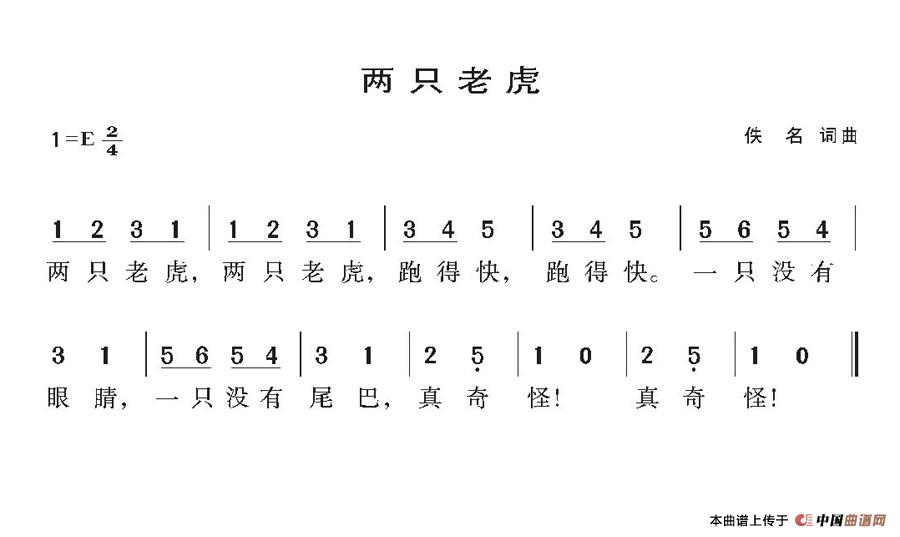 两只老虎
1=E 2/4
佚 名 词曲
1 2 3 1 | 1 2 3 1 | 3 4 5 | 3 4 5 | 5 6 5 4 |
两只老虎，两只老虎，跑得快，跑得快。一只没有
3 1 | 5 6 5 4 | 3 1 | 2 5̣ | 1 0 | 2 5̣ | 1 0 ‖
眼睛，一只没有尾巴，真奇怪！真奇怪！
本曲谱上传于 中国曲谱网